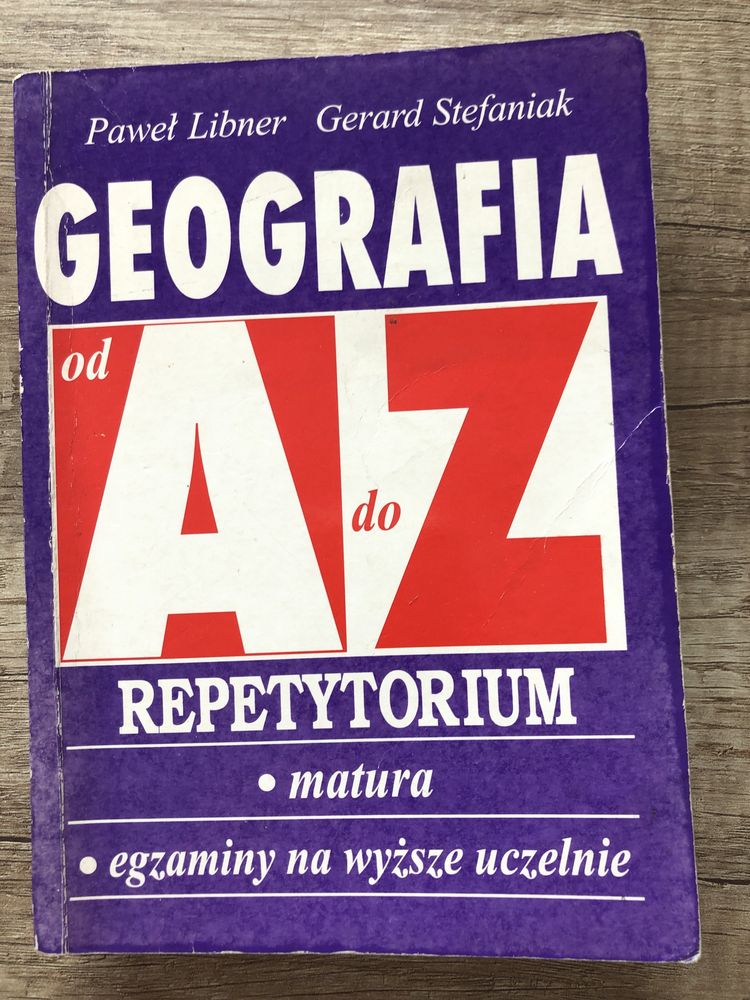 Paweł Libner Gerard Stefaniak
GEOGRAFIA
od
A
do
Z
REPETYTORIUM
• matura
• egzaminy na wyższe uczelnie